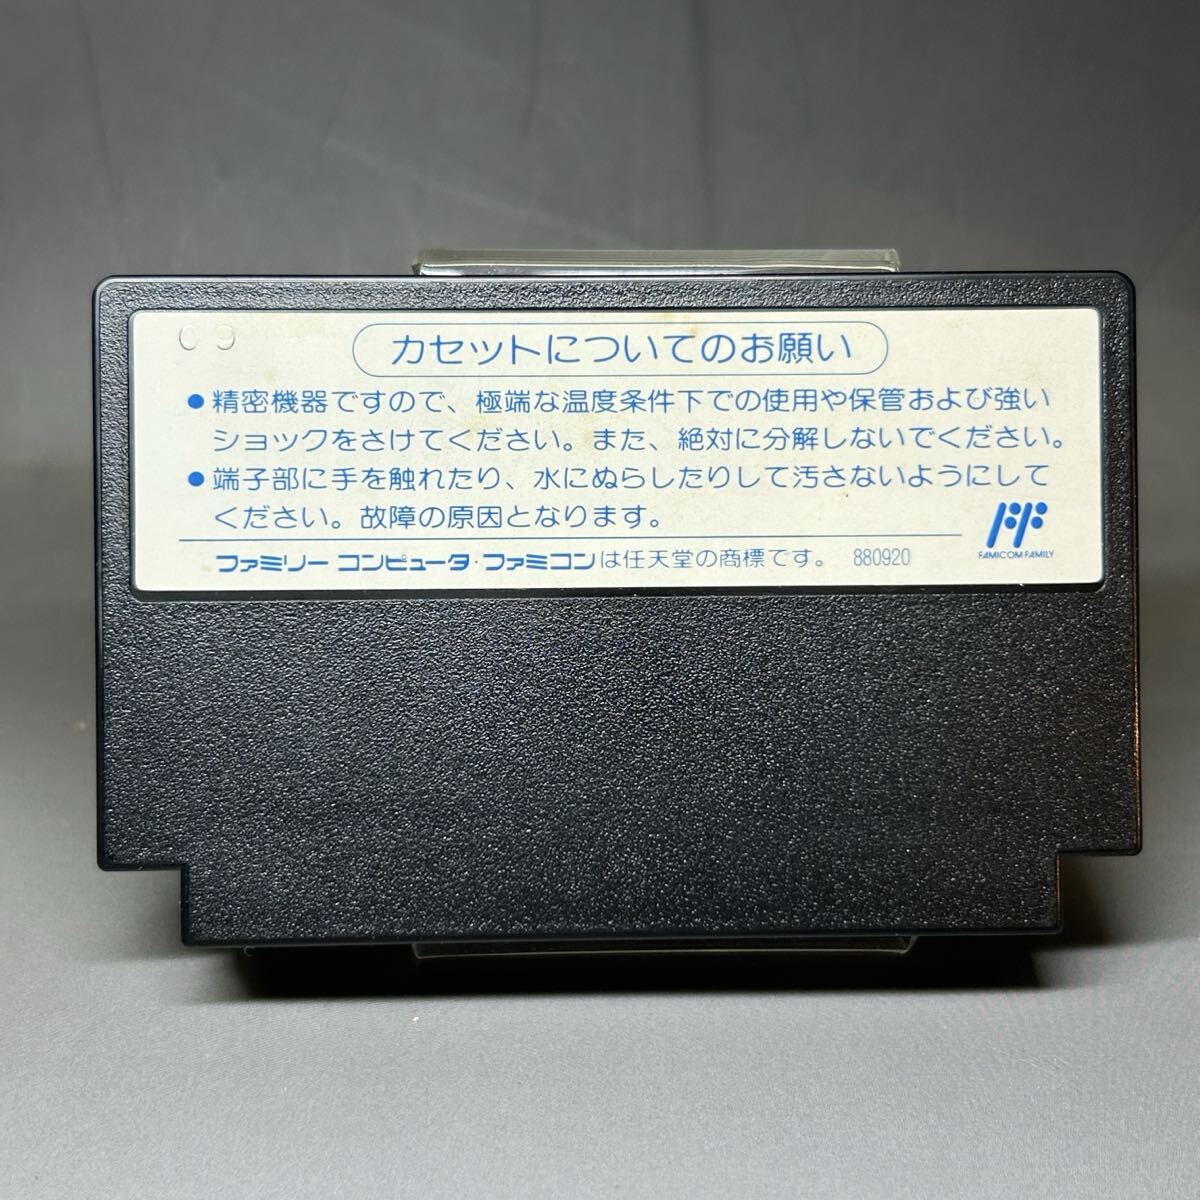 C 9
カセットについてのお願い
●精密機器ですので、極端な温度条件下での使用や保管および強い
ショックをさけてください。また、絶対に分解しないでください。
●端子部に手を触れたり、水にぬらしたりして汚さないようにして
ください。故障の原因となります。
FAMICOM FAMILY
ファミリーコンピュータ・ファミコンは任天堂の商標です。 880920